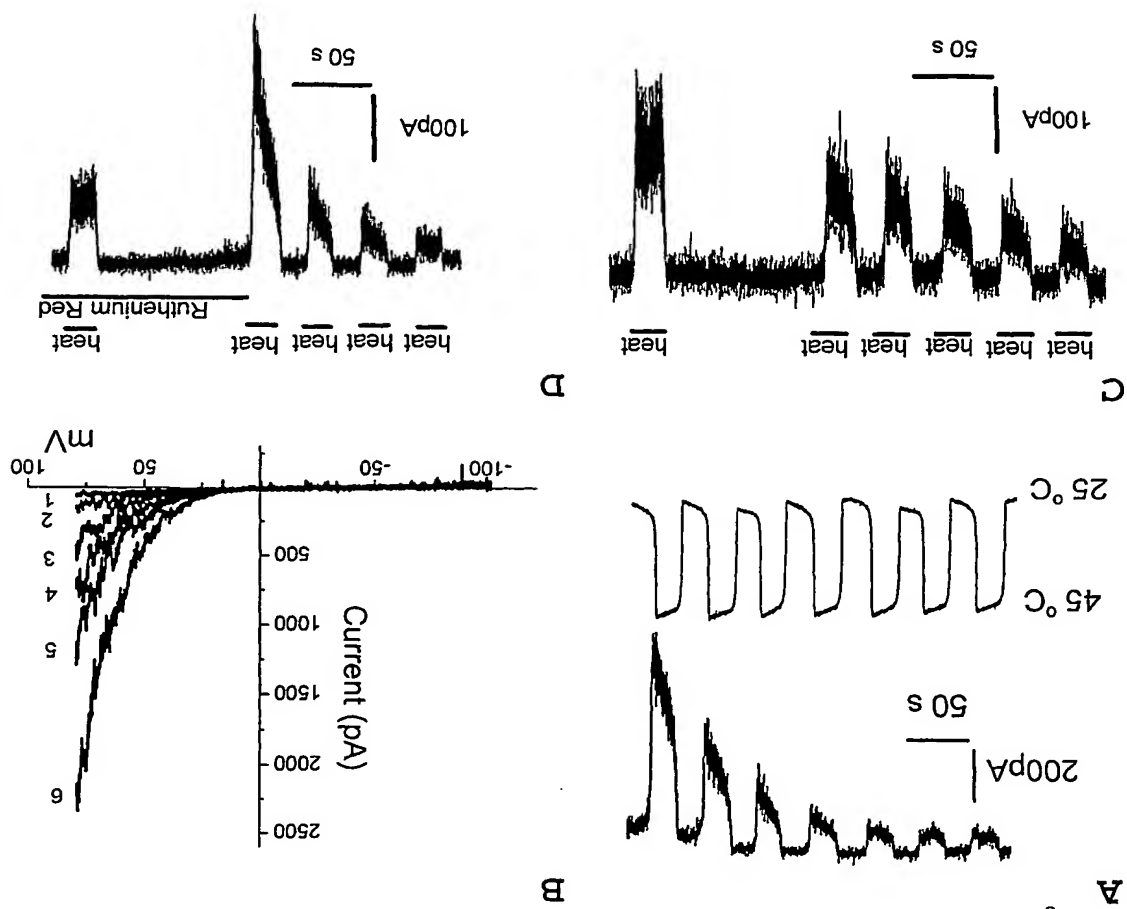 A
200pA
50 s
45 °C
25 °C
B
Current (pA)
2500
2000
1500
1000
500
6
5
4
3
2
1
-100 -50 50 100
mV
C
heat heat heat heat heat heat
100pA
50 s
D
heat heat heat heat heat
Ruthenium Red
100pA
50 s